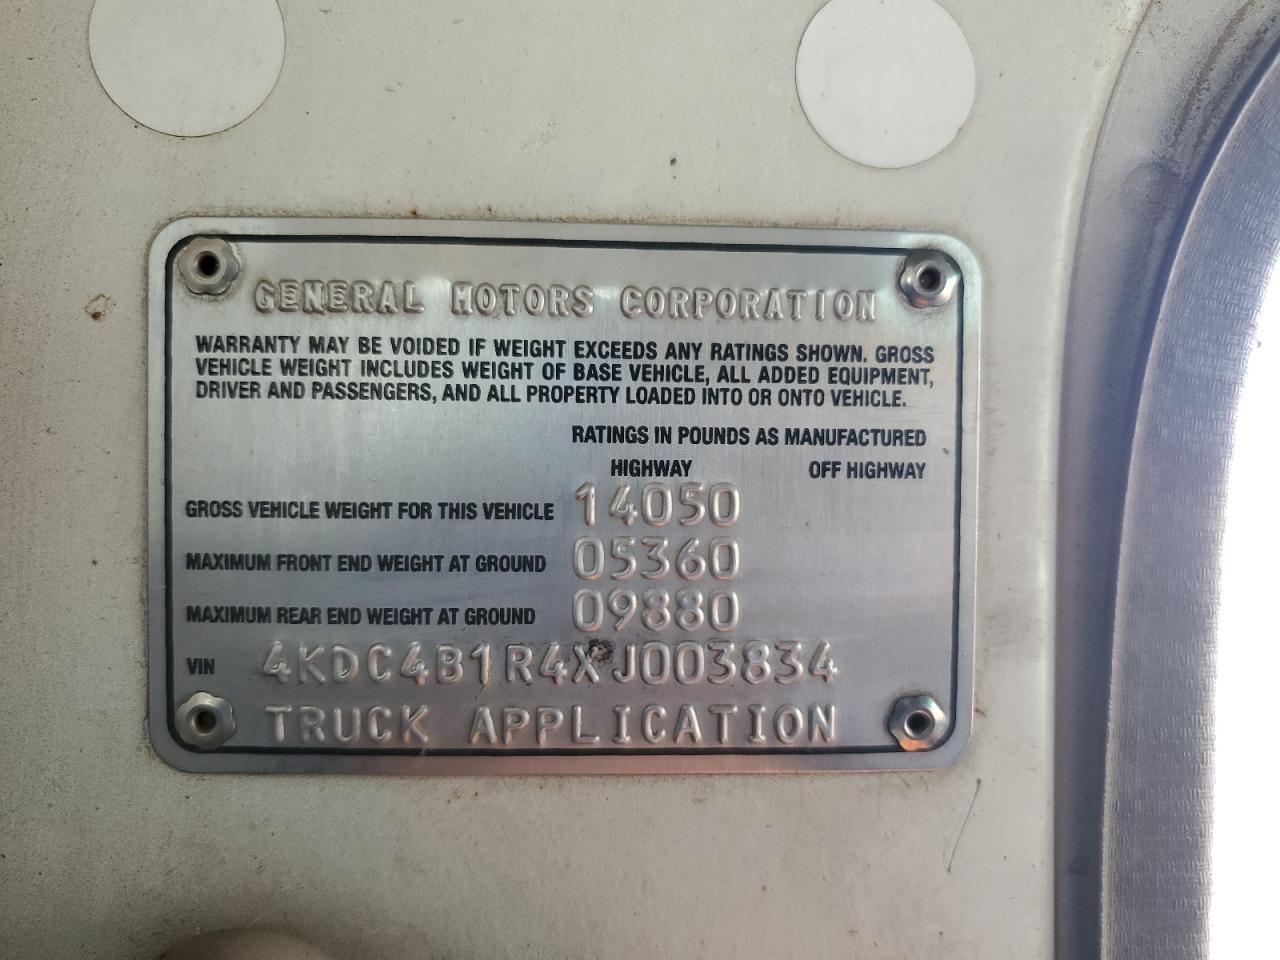 GENERAL MOTORS CORPORATION
WARRANTY MAY BE VOIDED IF WEIGHT EXCEEDS ANY RATINGS SHOWN. GROSS
VEHICLE WEIGHT INCLUDES WEIGHT OF BASE VEHICLE, ALL ADDED EQUIPMENT,
DRIVER AND PASSENGERS, AND ALL PROPERTY LOADED INTO OR ONTO VEHICLE.
RATINGS IN POUNDS AS MANUFACTURED
HIGHWAY OFF HIGHWAY
GROSS VEHICLE WEIGHT FOR THIS VEHICLE 14050
MAXIMUM FRONT END WEIGHT AT GROUND 05360
MAXIMUM REAR END WEIGHT AT GROUND 09880
VIN 4KDC4B1R4XJ003834
TRUCK APPLICATION